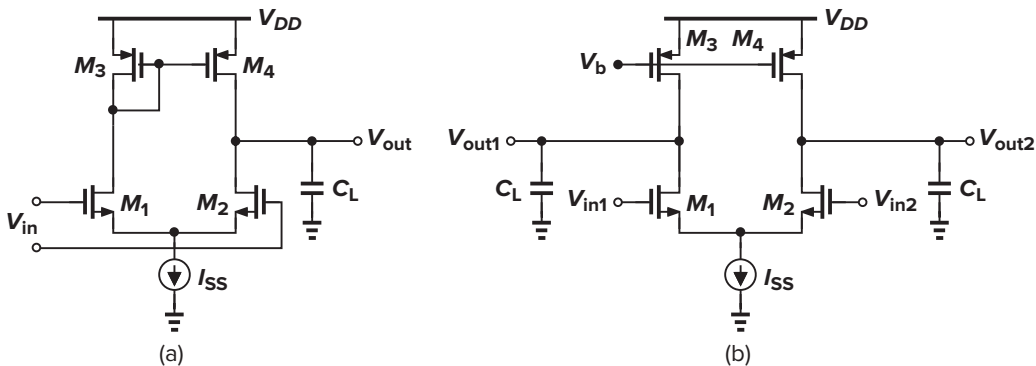 V_DD
M_3
M_4
V_out
C_L
V_in
M_1
M_2
I_SS
(a)
V_DD
M_3
M_4
V_b
V_out1
V_out2
C_L
V_in1
M_1
M_2
V_in2
C_L
I_SS
(b)